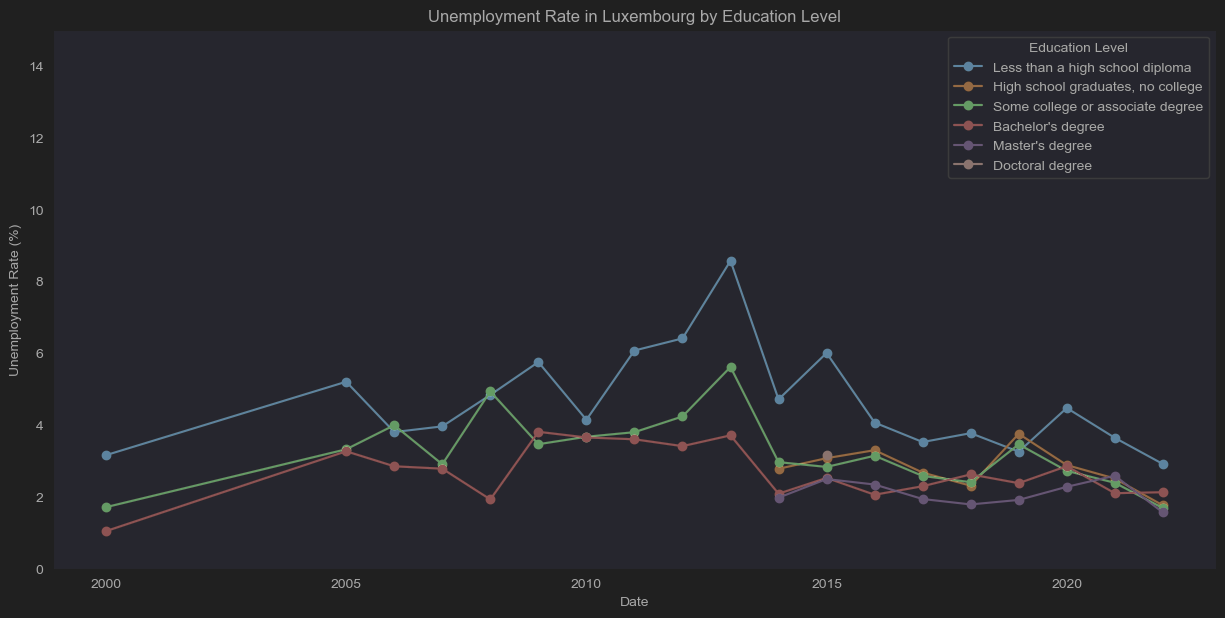 Unemployment Rate in Luxembourg by Education Level
Education Level
Less than a high school diploma
High school graduates, no college
Some college or associate degree
Bachelor's degree
Master's degree
Doctoral degree
Unemployment Rate (%)
14
12
10
8
6
4
2
0
2000
2005
2010
2015
2020
Date